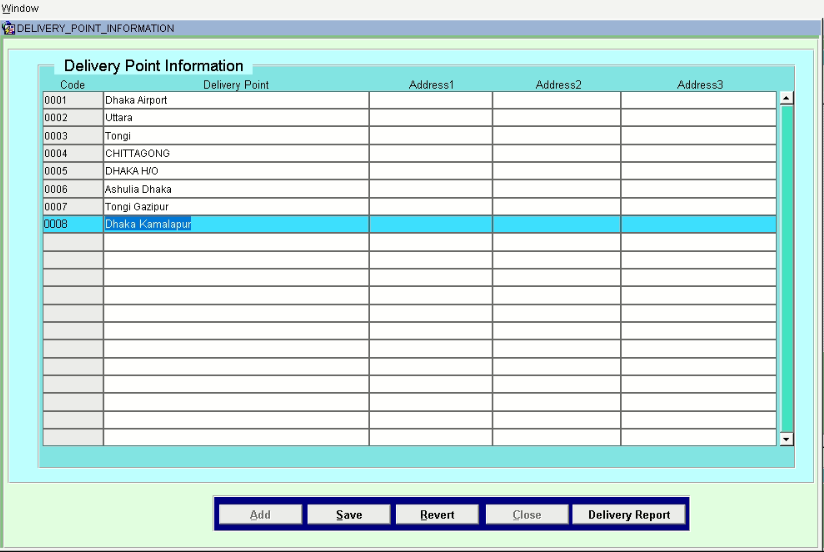 Window
DELIVERY_POINT_INFORMATION
Delivery Point Information
Code Delivery Point Address1 Address2 Address3
0001 Dhaka Airport
0002 Uttara
0003 Tongi
0004 CHITTAGONG
0005 DHAKA H/O
0006 Ashulia Dhaka
0007 Tongi Gazipur
0008 Dhaka Kamalapur
Add Save Revert Close Delivery Report